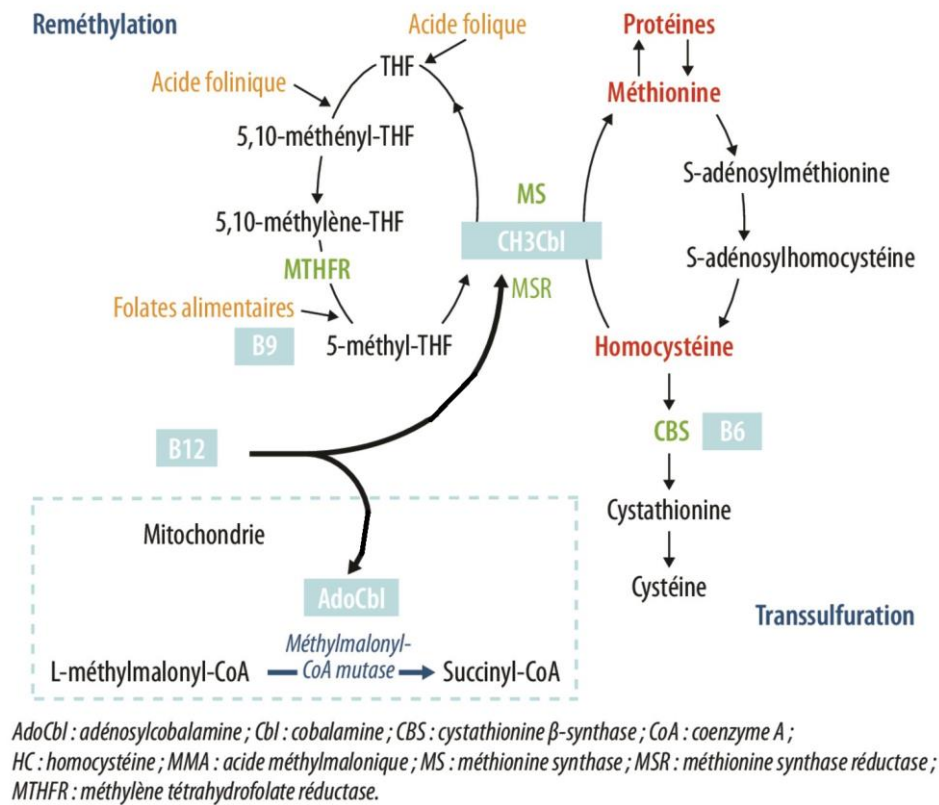 Reméthylation
Acide folique
Protéines
THF
Acide folinique
Méthionine
5,10-méthényl-THF
S-adénosylméthionine
MS
5,10-méthylène-THF
CH3Cbl
S-adénosylhomocystéine
MTHFR
MSR
Folates alimentaires
B9
5-méthyl-THF
Homocystéine
CBS
B6
B12
Cystathionine
Mitochondrie
Cystéine
AdoCbl
Transsulfuration
Méthylmalonyl-
CoA mutase
L-méthylmalonyl-CoA
Succinyl-CoA
AdoCbl : adénosylcobalamine ; Cbl : cobalamine ; CBS : cystathionine β-synthase ; CoA : coenzyme A ;
HC : homocystéine ; MMA : acide méthylmalonique ; MS : méthionine synthase ; MSR : méthionine synthase réductase ;
MTHFR : méthylène tétrahydrofolate réductase.